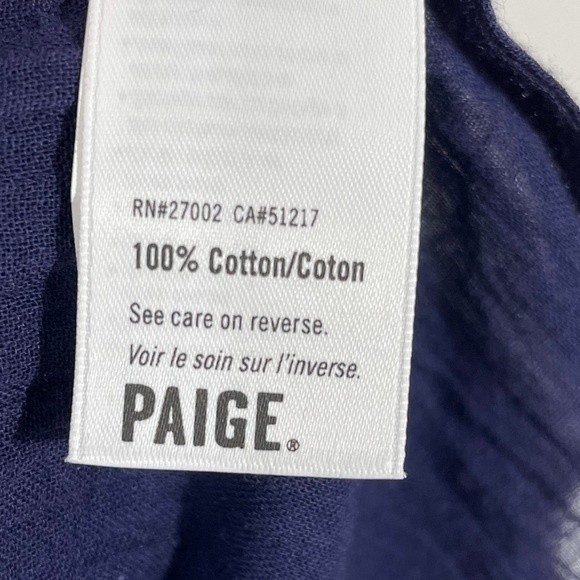 RN#27002 CA#51217
100% Cotton/Coton
See care on reverse.
Voir le soin sur l'inverse.
PAIGE®